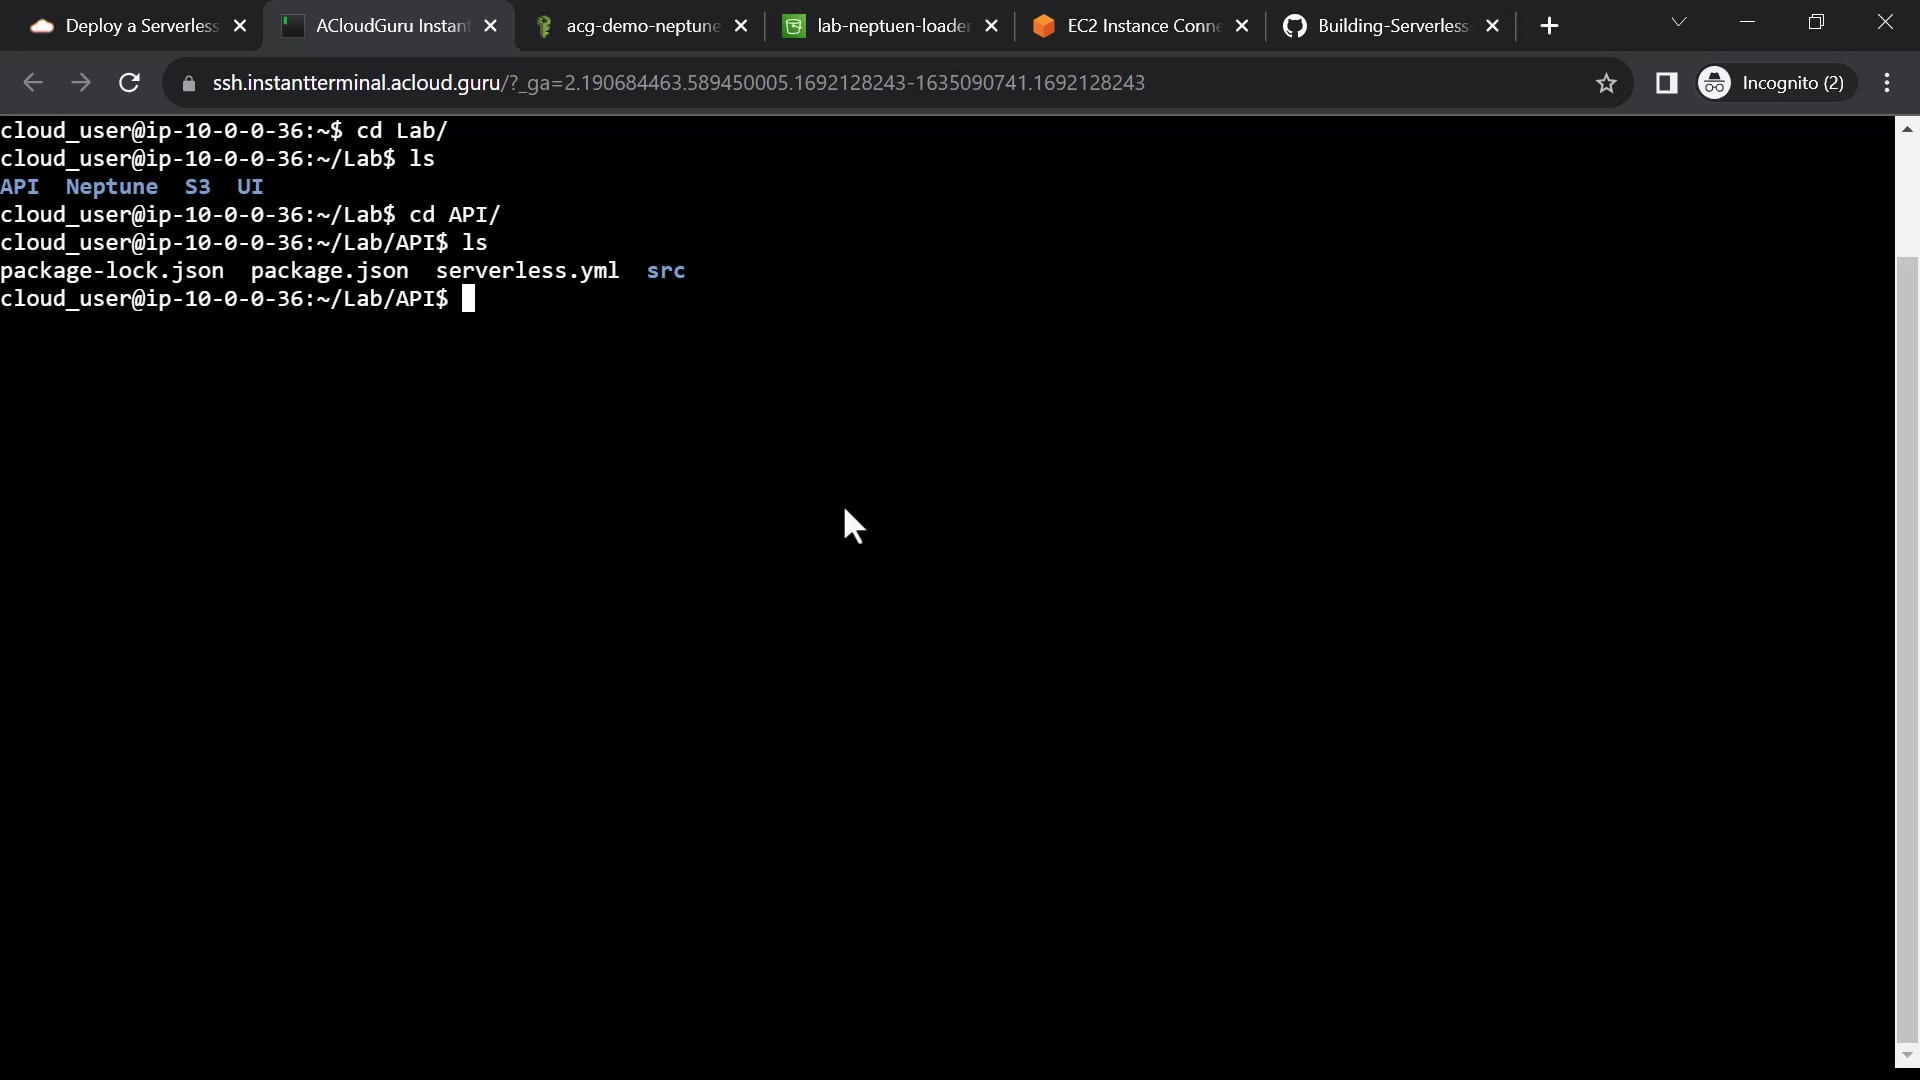 Deploy a Serverless
ACloudGuru Instant
acg-demo-neptune
lab-neptuen-loader
EC2 Instance Conne
Building-Serverless-
ssh.instantterminal.acloud.guru/?_ga=2.190684463.589450005.1692128243-1635090741.1692128243
Incognito (2)
cloud_user@ip-10-0-0-36:~$ cd Lab/
cloud_user@ip-10-0-0-36:~/Lab$ ls
API  Neptune  S3  UI
cloud_user@ip-10-0-0-36:~/Lab$ cd API/
cloud_user@ip-10-0-0-36:~/Lab/API$ ls
package-lock.json  package.json  serverless.yml  src
cloud_user@ip-10-0-0-36:~/Lab/API$